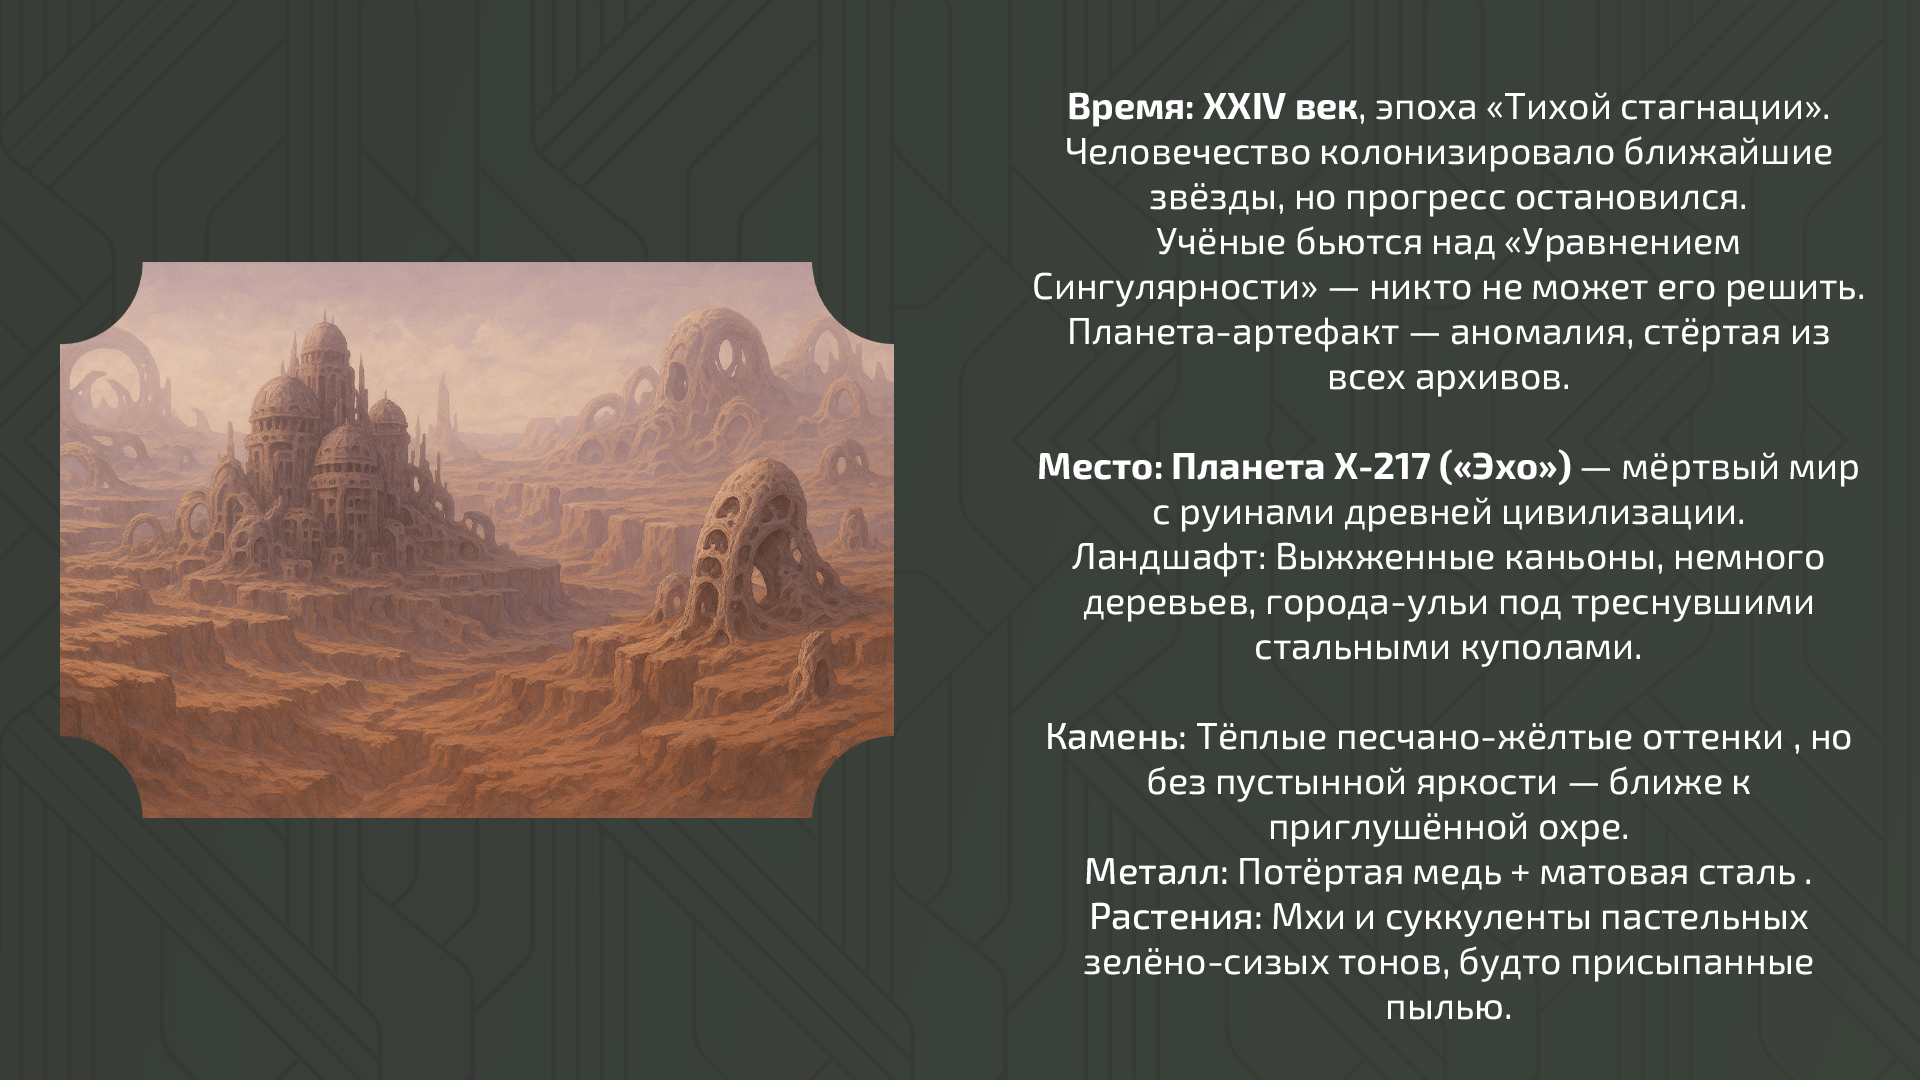 Время: XXIV век, эпоха «Тихой стагнации».
Человечество колонизировало ближайшие
звёзды, но прогресс остановился.
Учёные бьются над «Уравнением
Сингулярности» — никто не может его решить.
Планета-артефакт — аномалия, стёртая из
всех архивов.
Место: Планета X-217 («Эхо») — мёртвый мир
с руинами древней цивилизации.
Ландшафт: Выжженные каньоны, немного
деревьев, города-ульи под треснувшими
стальными куполами.
Камень: Тёплые песчано-жёлтые оттенки , но
без пустынной яркости — ближе к
приглушённой охре.
Металл: Потёртая медь + матовая сталь .
Растения: Мхи и суккуленты пастельных
зелёно-сизых тонов, будто присыпанные
пылью.